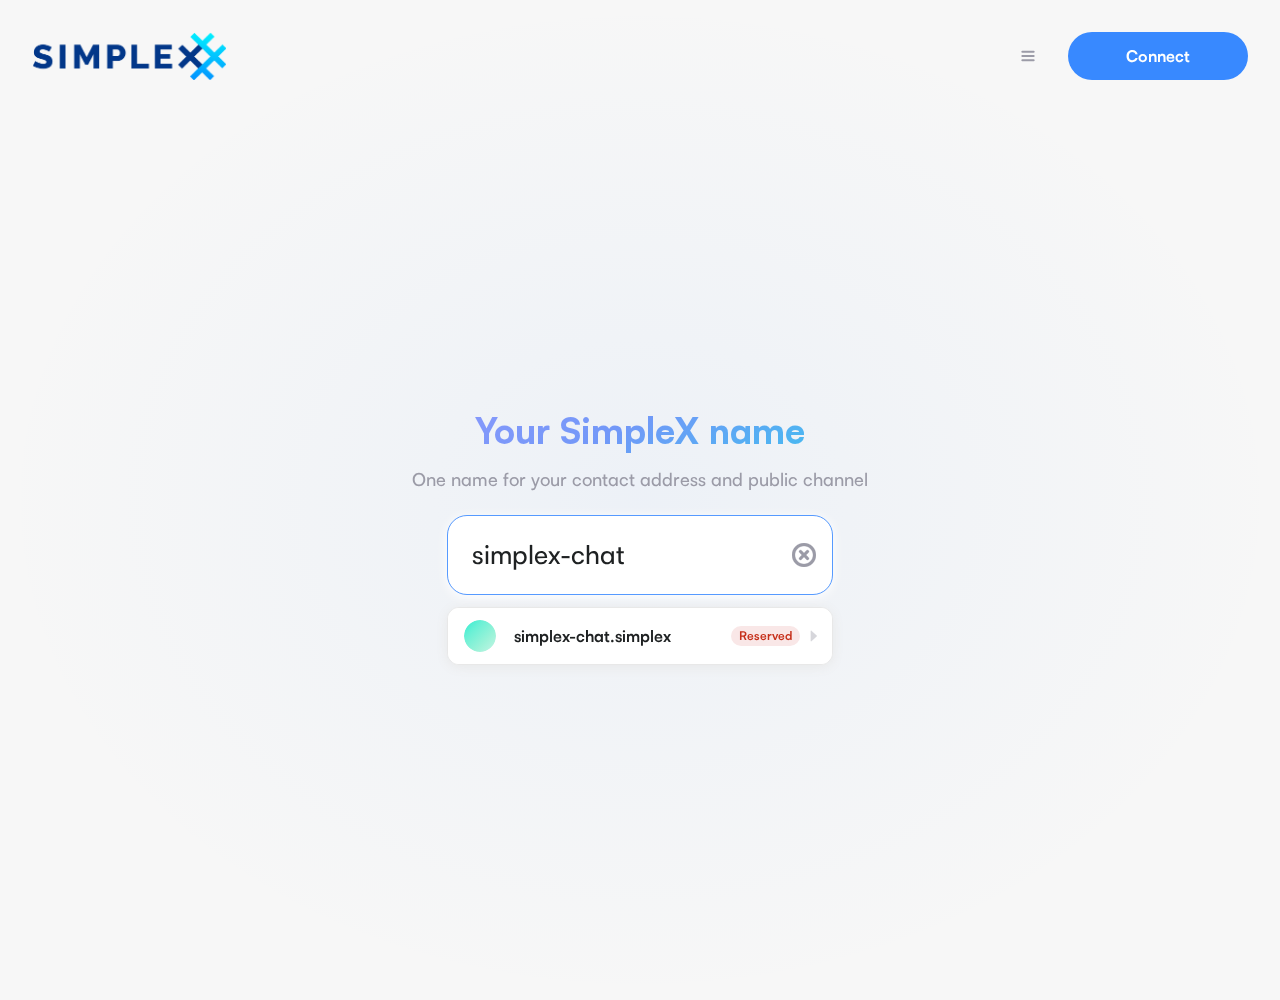 SIMPLEX
Connect
Your SimpleX name
One name for your contact address and public channel
simplex-chat
simplex-chat.simplex
Reserved